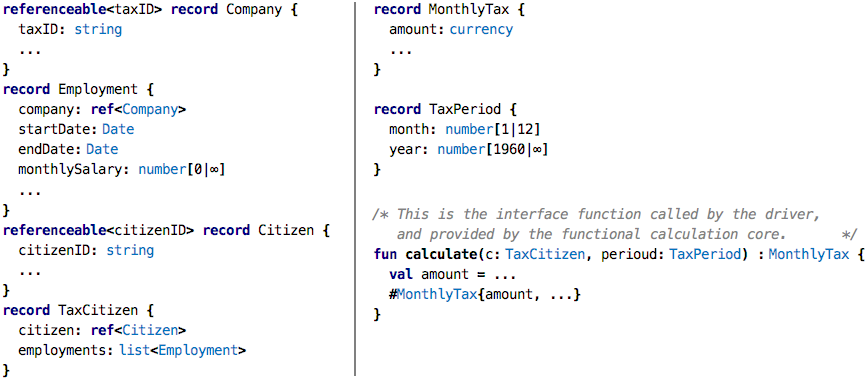 referenceable<taxID> record Company {
  taxID: string
  ...
}
record Employment {
  company: ref<Company>
  startDate: Date
  endDate: Date
  monthlySalary: number[0|∞]
  ...
}
referenceable<citizenID> record Citizen {
  citizenID: string
  ...
}
record TaxCitizen {
  citizen: ref<Citizen>
  employments: list<Employment>
}
record MonthlyTax {
  amount: currency
  ...
}
record TaxPeriod {
  month: number[1|12]
  year: number[1960|∞]
}
/* This is the interface function called by the driver,
   and provided by the functional calculation core. */
fun calculate(c: TaxCitizen, perioud: TaxPeriod) : MonthlyTax {
  val amount = ...
  #MonthlyTax{amount, ...}
}